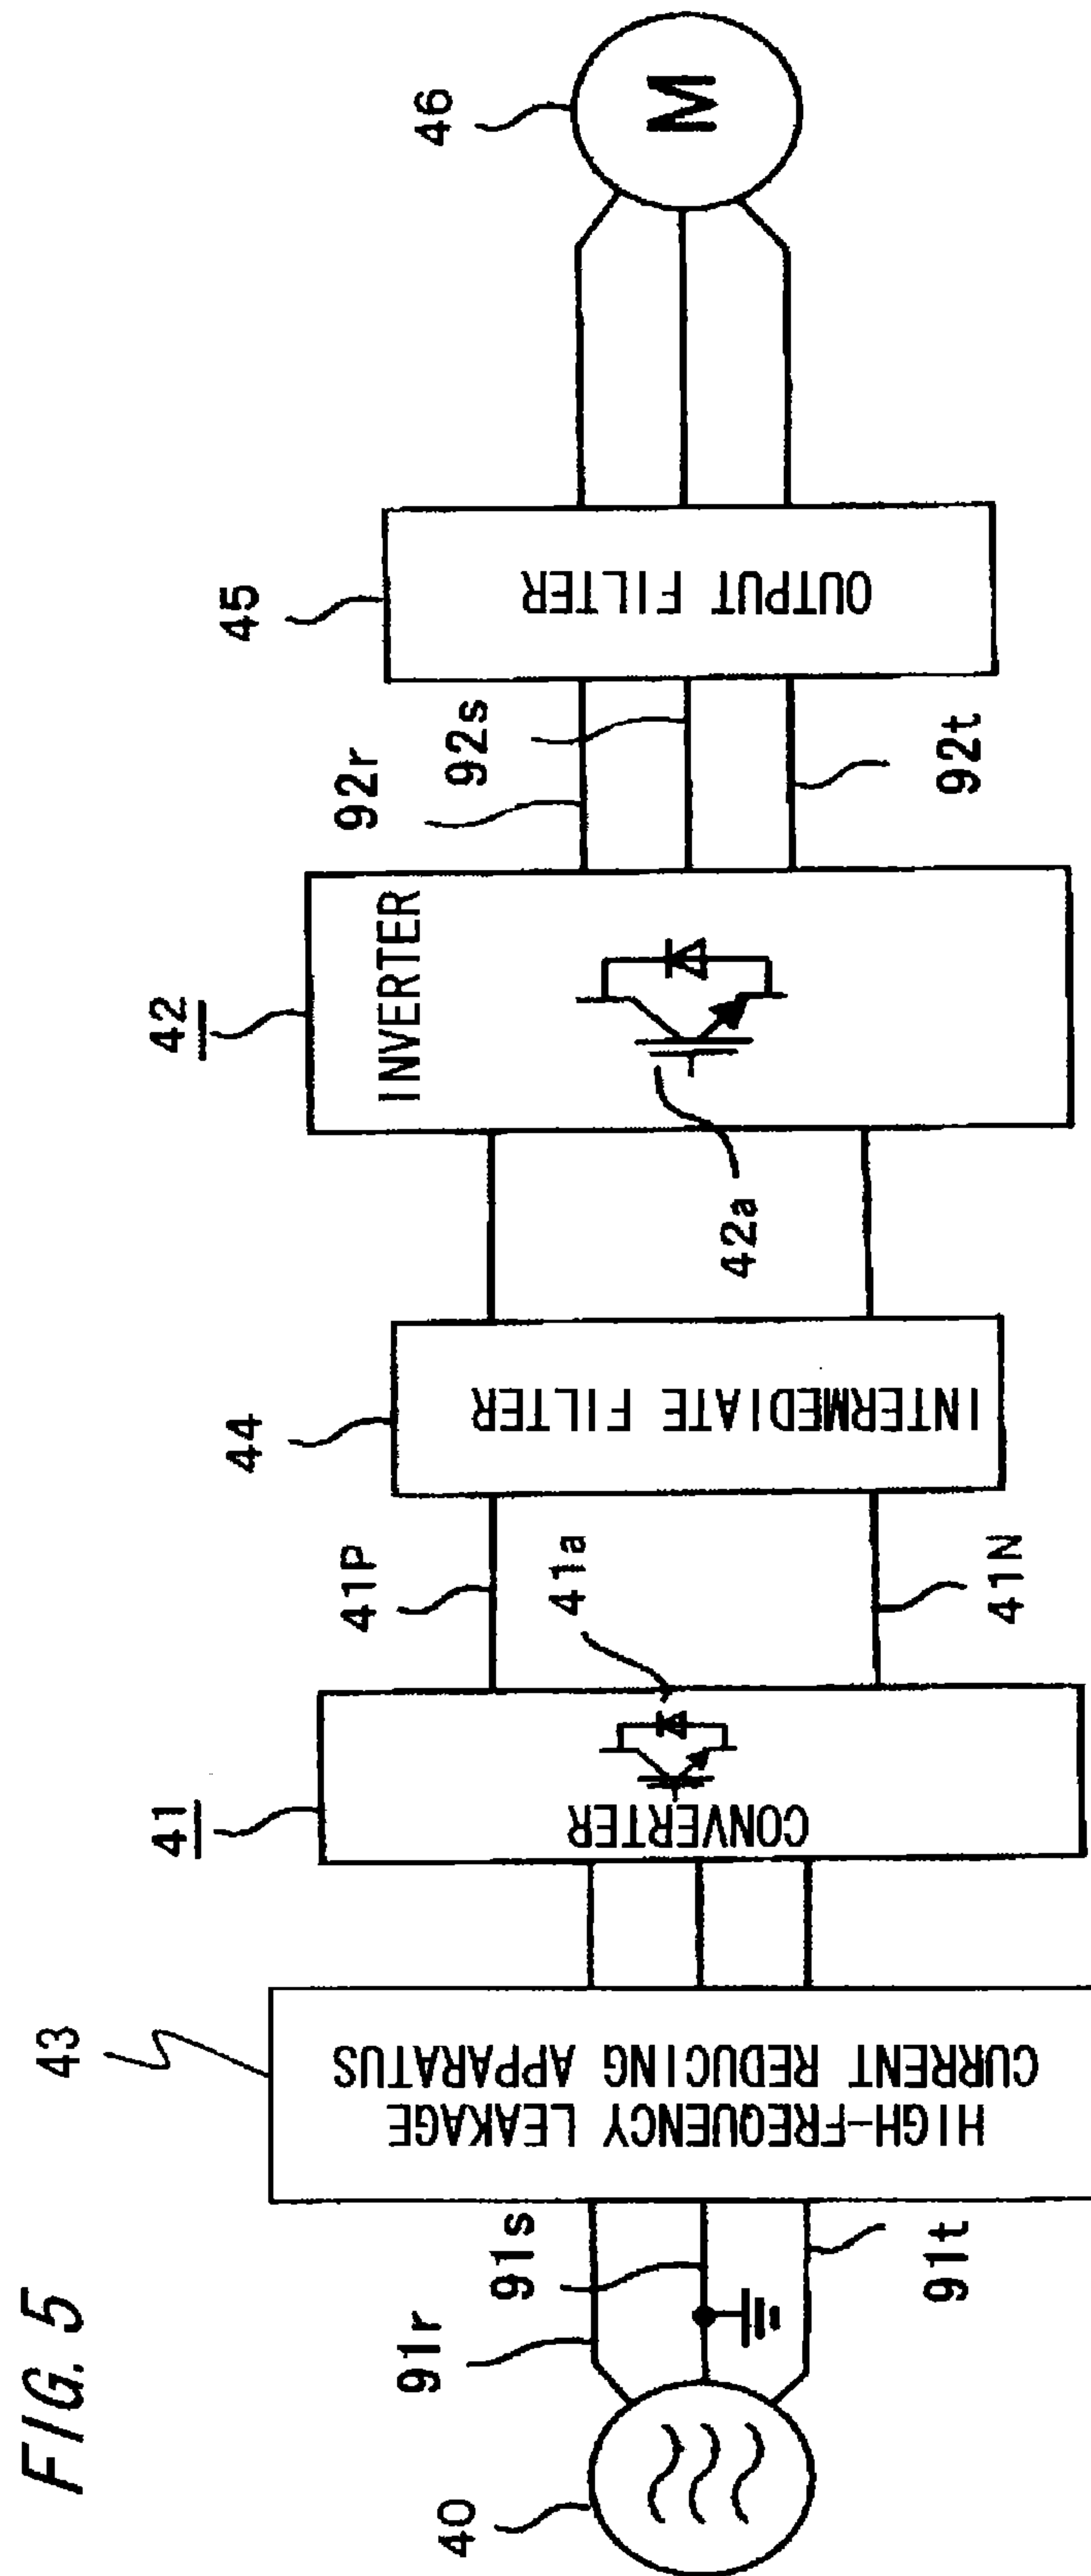 FIG. 5
40
91r
91s
91t
43
HIGH-FREQUENCY LEAKAGE
CURRENT REDUCING APPARATUS
41
CONVERTER
41a
41P
41N
44
INTERMEDIATE FILTER
42
INVERTER
42a
92r
92s
92t
45
OUTPUT FILTER
46
M